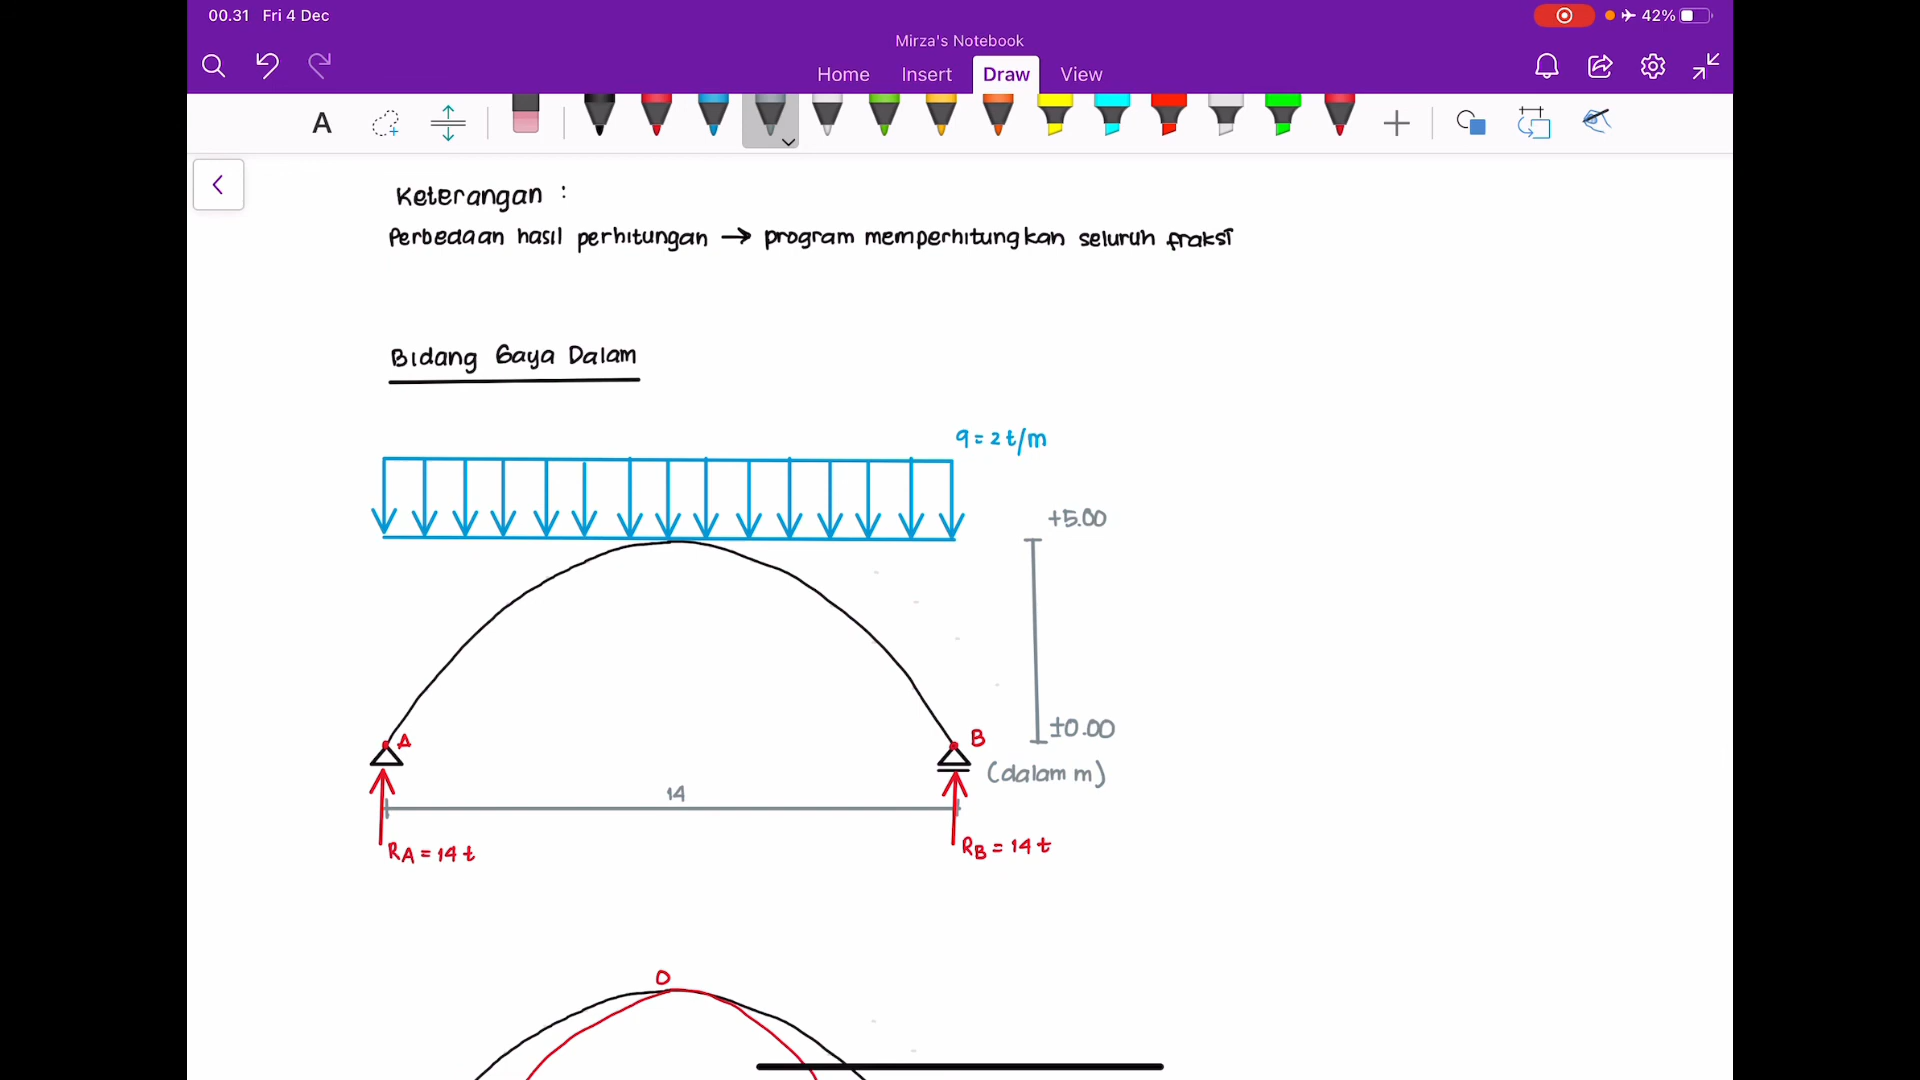 00.31 Fri 4 Dec
42%
Mirza's Notebook
Home Insert Draw View
A
Keterangan :
Perbedaan hasil perhitungan → program memperhitungkan seluruh fraksi
Bidang Gaya Dalam
q = 2 t/m
+5.00
A
B
±0.00
(dalam m)
14
RA = 14 t
RB = 14 t
0